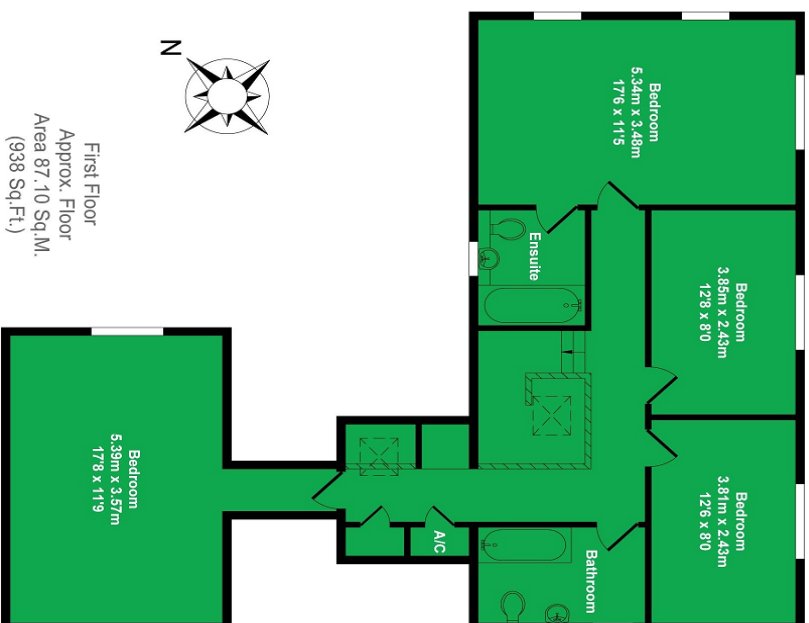 N
First Floor
Approx. Floor
Area 87.10 Sq.M.
(938 Sq.Ft.)
Bedroom
5.34m x 3.48m
17'6 x 11'5
Ensuite
Bedroom
3.85m x 2.43m
12'8 x 8'0
Bedroom
3.81m x 2.43m
12'6 x 8'0
Bedroom
5.39m x 3.57m
17'8 x 11'9
A/C
Bathroom